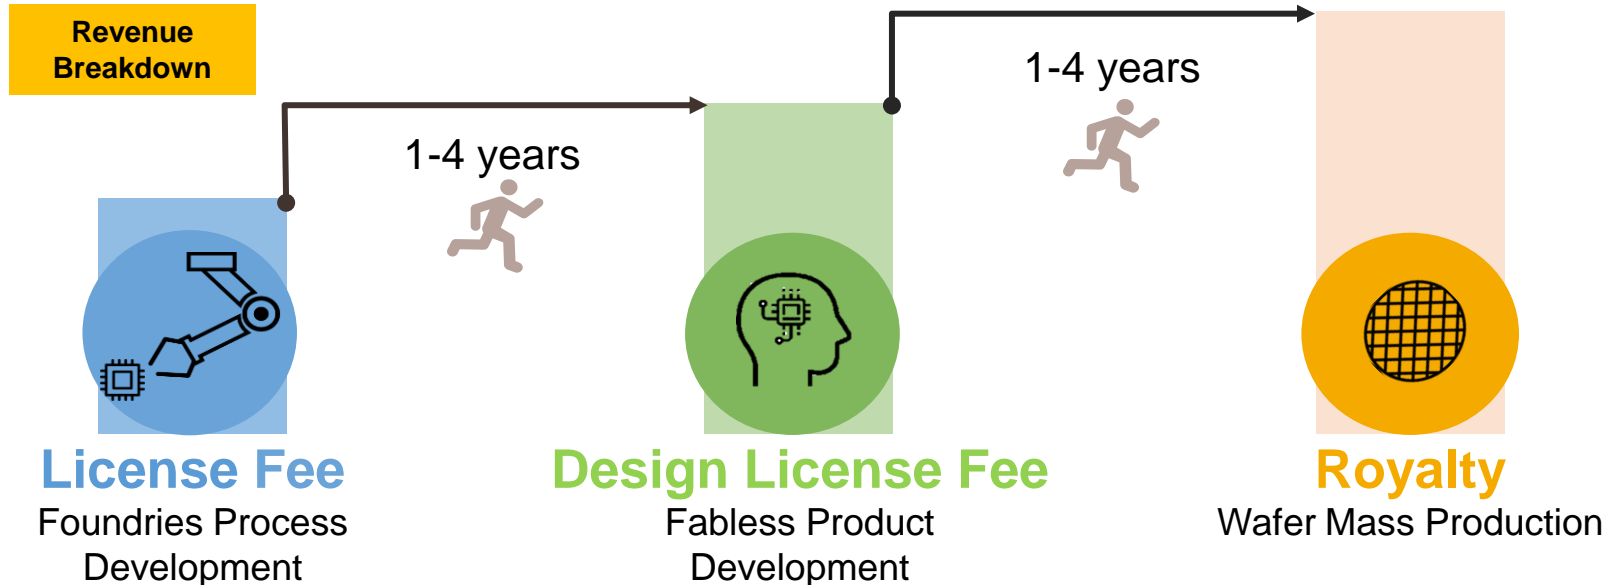 Revenue
Breakdown
1-4 years
1-4 years
License Fee
Foundries Process
Development
Design License Fee
Fabless Product
Development
Royalty
Wafer Mass Production